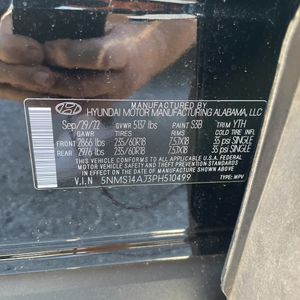 MANUFACTURED BY
HYUNDAI MOTOR MANUFACTURING ALABAMA, LLC
Sep/29/22 GVWR 5137 lbs PAINT S3B TRIM YTH
GAWR TIRES RIMS COLD TIRE INFL
FRONT 2866 lbs 235/60R18 7.5JX18 35 psi SINGLE
REAR 2976 lbs 235/60R18 7.5JX18 35 psi SINGLE
THIS VEHICLE CONFORMS TO ALL APPLICABLE U.S.A. FEDERAL
MOTOR VEHICLE SAFETY, BUMPER, AND THEFT PREVENTION
STANDARDS IN EFFECT ON THE DATE OF MANUFACTURE SHOWN ABOVE.
V.I.N 5NMS14AJ3PH510499 TYPE: MPV